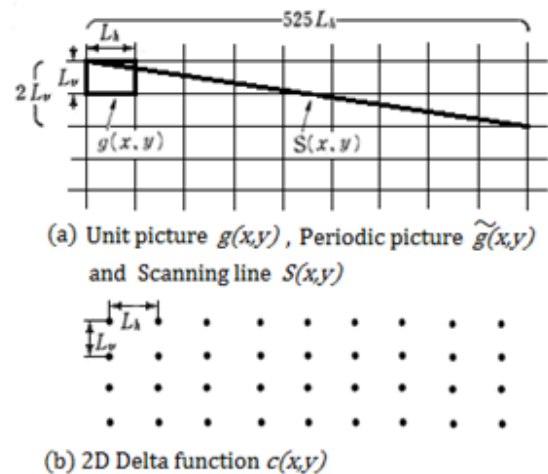 525 L_h
L_h
2 L_v
L_v
g(x, y)
S(x, y)
(a) Unit picture g(x,y) , Periodic picture g̃(x,y)
and Scanning line S(x,y)
L_h
L_v
(b) 2D Delta function c(x,y)